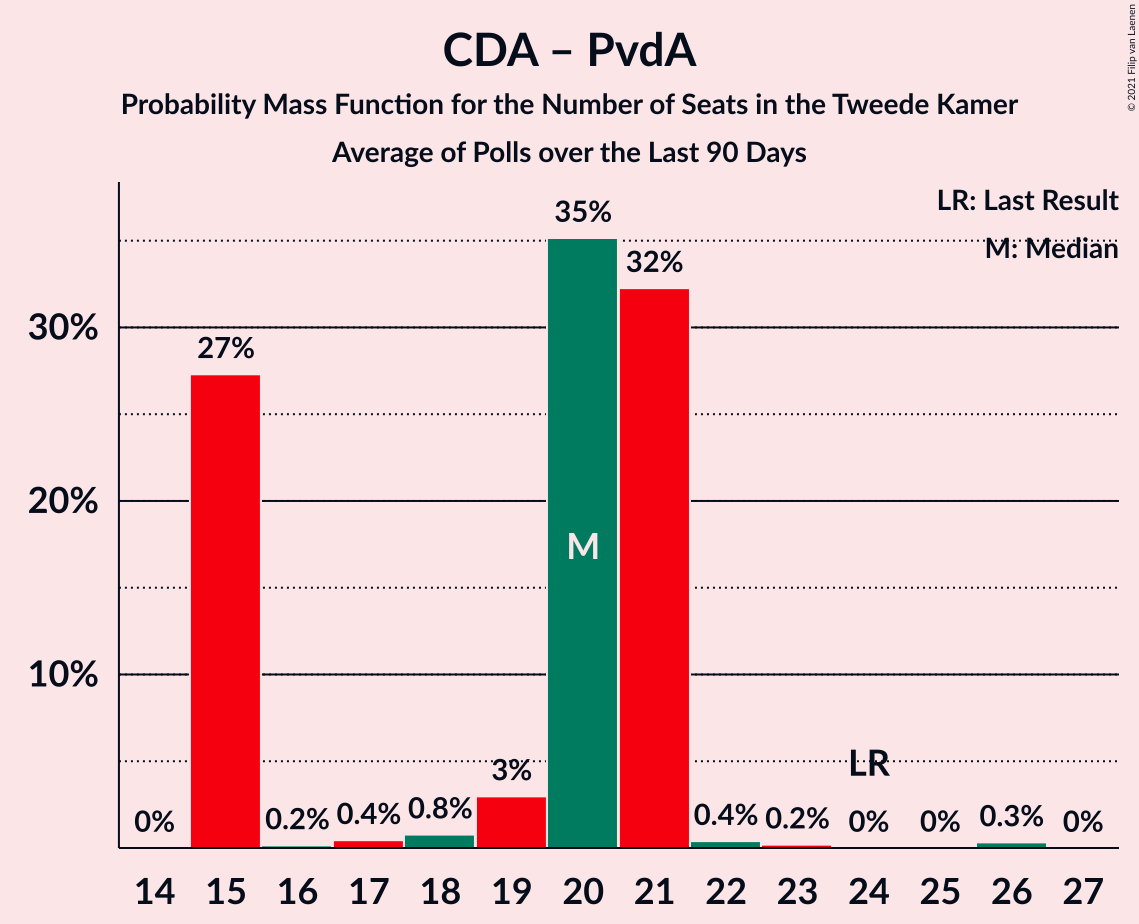 CDA – PvdA
Probability Mass Function for the Number of Seats in the Tweede Kamer
Average of Polls over the Last 90 Days
© 2021 Filip van Laenen
LR: Last Result
M: Median
35%
32%
30%
27%
20%
M
10%
LR
3%
0% 0.2% 0.4% 0.8% 0.4% 0.2% 0% 0% 0.3% 0%
14 15 16 17 18 19 20 21 22 23 24 25 26 27